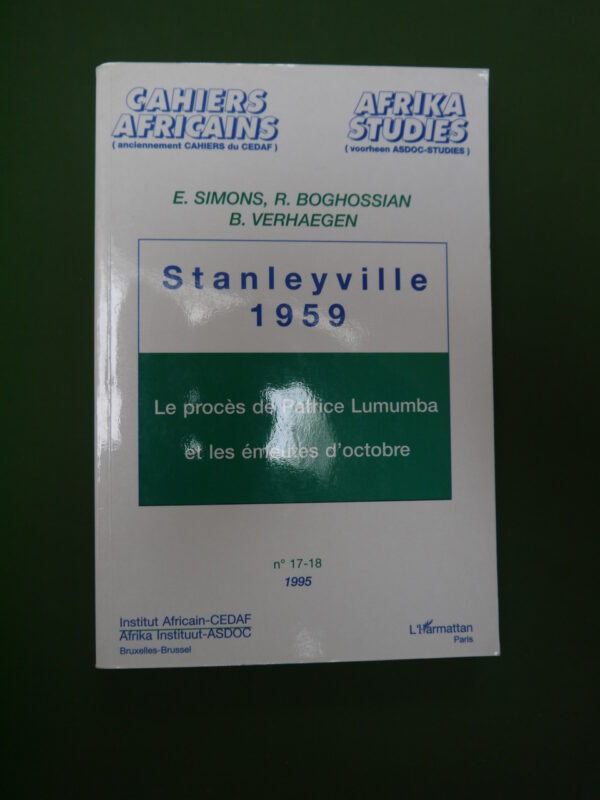 CAHIERS
AFRICAINS
( anciennement CAHIERS du CEDAF )
AFRIKA
STUDIES
( voorheen ASDOC-STUDIES )
E. SIMONS, R. BOGHOSSIAN
B. VERHAEGEN
Stanleyville
1959
Le procès de Patrice Lumumba
et les émeutes d'octobre
n° 17-18
1995
Institut Africain-CEDAF
Afrika Instituut-ASDOC
Bruxelles-Brussel
L'Harmattan
Paris